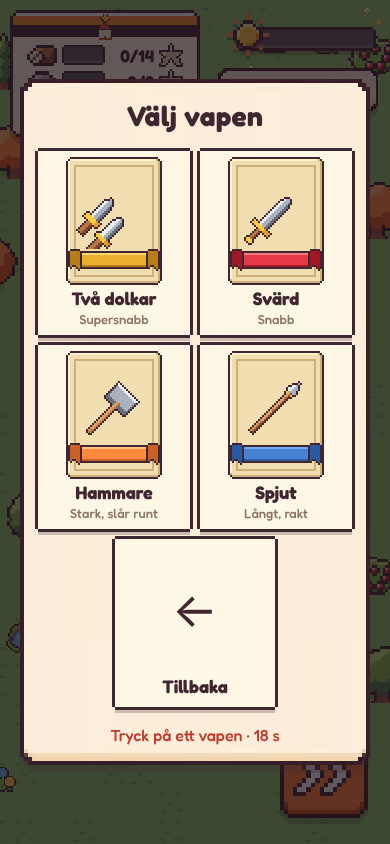 0/14
Välj vapen
Två dolkar
Supersnabb
Svärd
Snabb
Hammare
Stark, slår runt
Spjut
Långt, rakt
Tillbaka
Tryck på ett vapen · 18 s